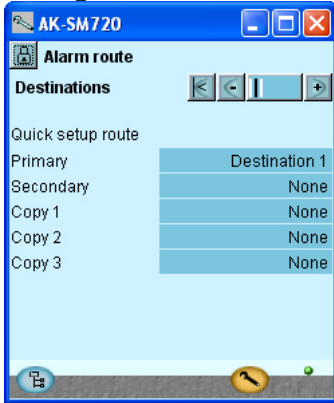 AK-SM720
Alarm route
Destinations
Quick setup route
Primary Destination 1
Secondary None
Copy 1 None
Copy 2 None
Copy 3 None